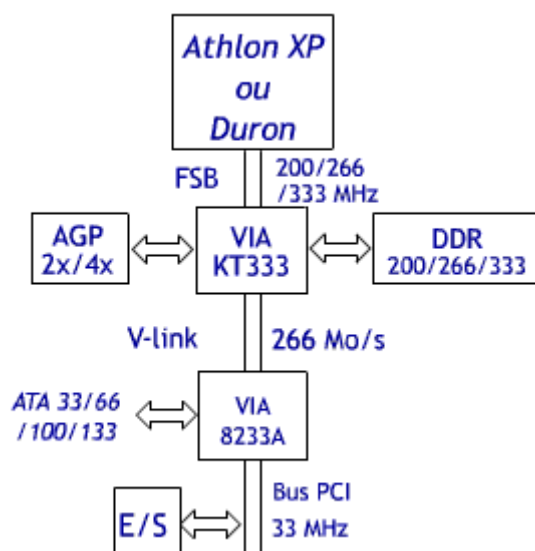 Athlon XP
ou
Duron
FSB
200/266
/333 MHz
AGP
2x/4x
VIA
KT333
DDR
200/266/333
V-link
266 Mo/s
ATA 33/66
/100/133
VIA
8233A
Bus PCI
33 MHz
E/S